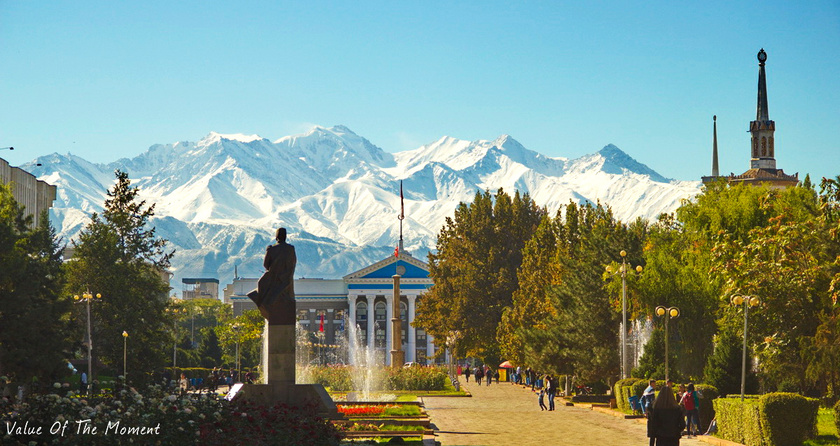 Value Of The Moment